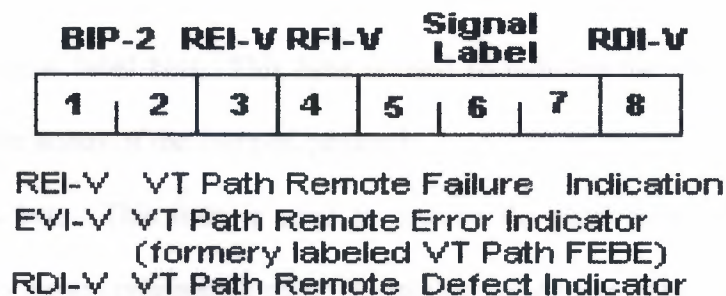 BIP-2 REI-V RFI-V Signal Label RDI-V
1 2 3 4 5 6 7 8
REI-V VT Path Remote Failure Indication
EVI-V VT Path Remote Error Indicator
(formery labeled VT Path FEBE)
RDI-V VT Path Remote Defect Indicator